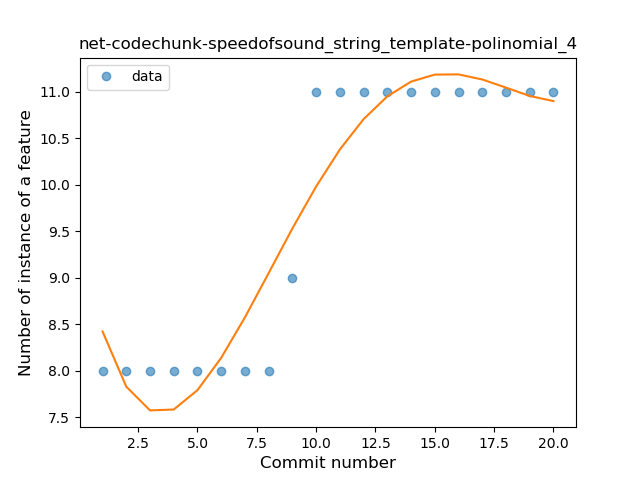 net-codechunk-speedofsound_string_template-polinomial_4
data
Number of instance of a feature
11.0
10.5
10.0
9.5
9.0
8.5
8.0
7.5
2.5 5.0 7.5 10.0 12.5 15.0 17.5 20.0
Commit number